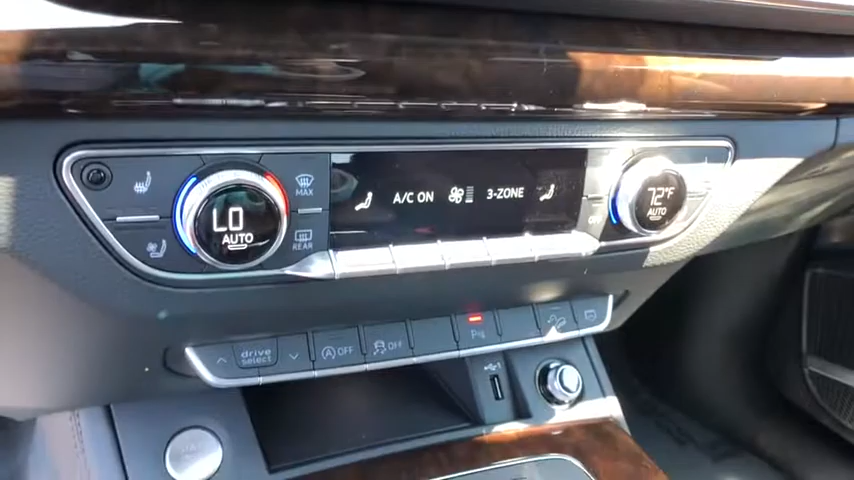 MAX
LO
AUTO
REAR
A/C ON
3-ZONE
72°F
AUTO
OFF
drive select
OFF
OFF